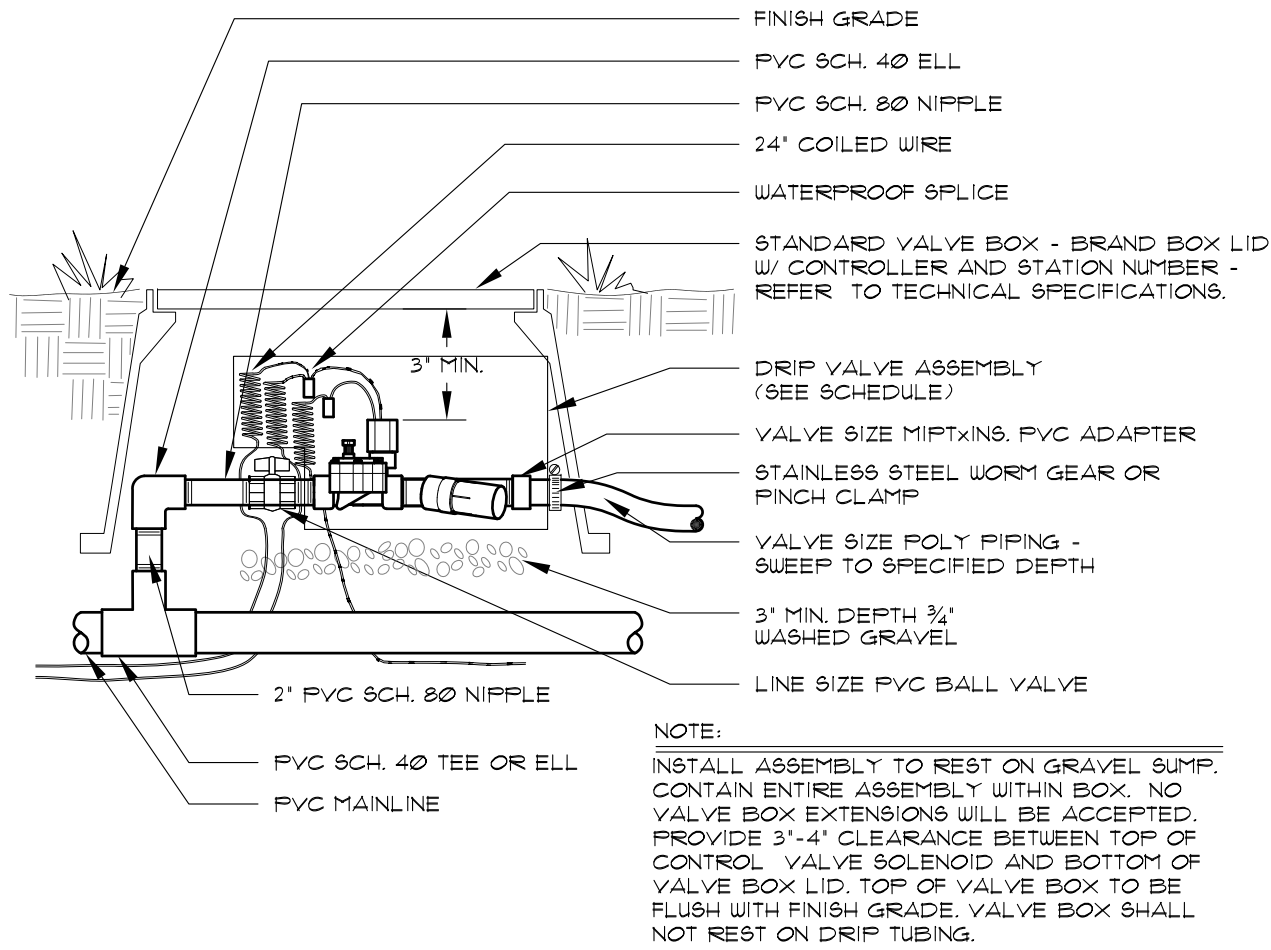 FINISH GRADE
PVC SCH. 40 ELL
PVC SCH. 80 NIPPLE
24" COILED WIRE
WATERPROOF SPLICE
STANDARD VALVE BOX - BRAND BOX LID
W/ CONTROLLER AND STATION NUMBER -
REFER TO TECHNICAL SPECIFICATIONS.
3" MIN.
DRIP VALVE ASSEMBLY
(SEE SCHEDULE)
VALVE SIZE MIPTxINS. PVC ADAPTER
STAINLESS STEEL WORM GEAR OR
PINCH CLAMP
VALVE SIZE POLY PIPING -
SWEEP TO SPECIFIED DEPTH
3" MIN. DEPTH ¾"
WASHED GRAVEL
LINE SIZE PVC BALL VALVE
2" PVC SCH. 80 NIPPLE
PVC SCH. 40 TEE OR ELL
PVC MAINLINE
NOTE:
INSTALL ASSEMBLY TO REST ON GRAVEL SUMP.
CONTAIN ENTIRE ASSEMBLY WITHIN BOX. NO
VALVE BOX EXTENSIONS WILL BE ACCEPTED.
PROVIDE 3"-4" CLEARANCE BETWEEN TOP OF
CONTROL VALVE SOLENOID AND BOTTOM OF
VALVE BOX LID. TOP OF VALVE BOX TO BE
FLUSH WITH FINISH GRADE. VALVE BOX SHALL
NOT REST ON DRIP TUBING.